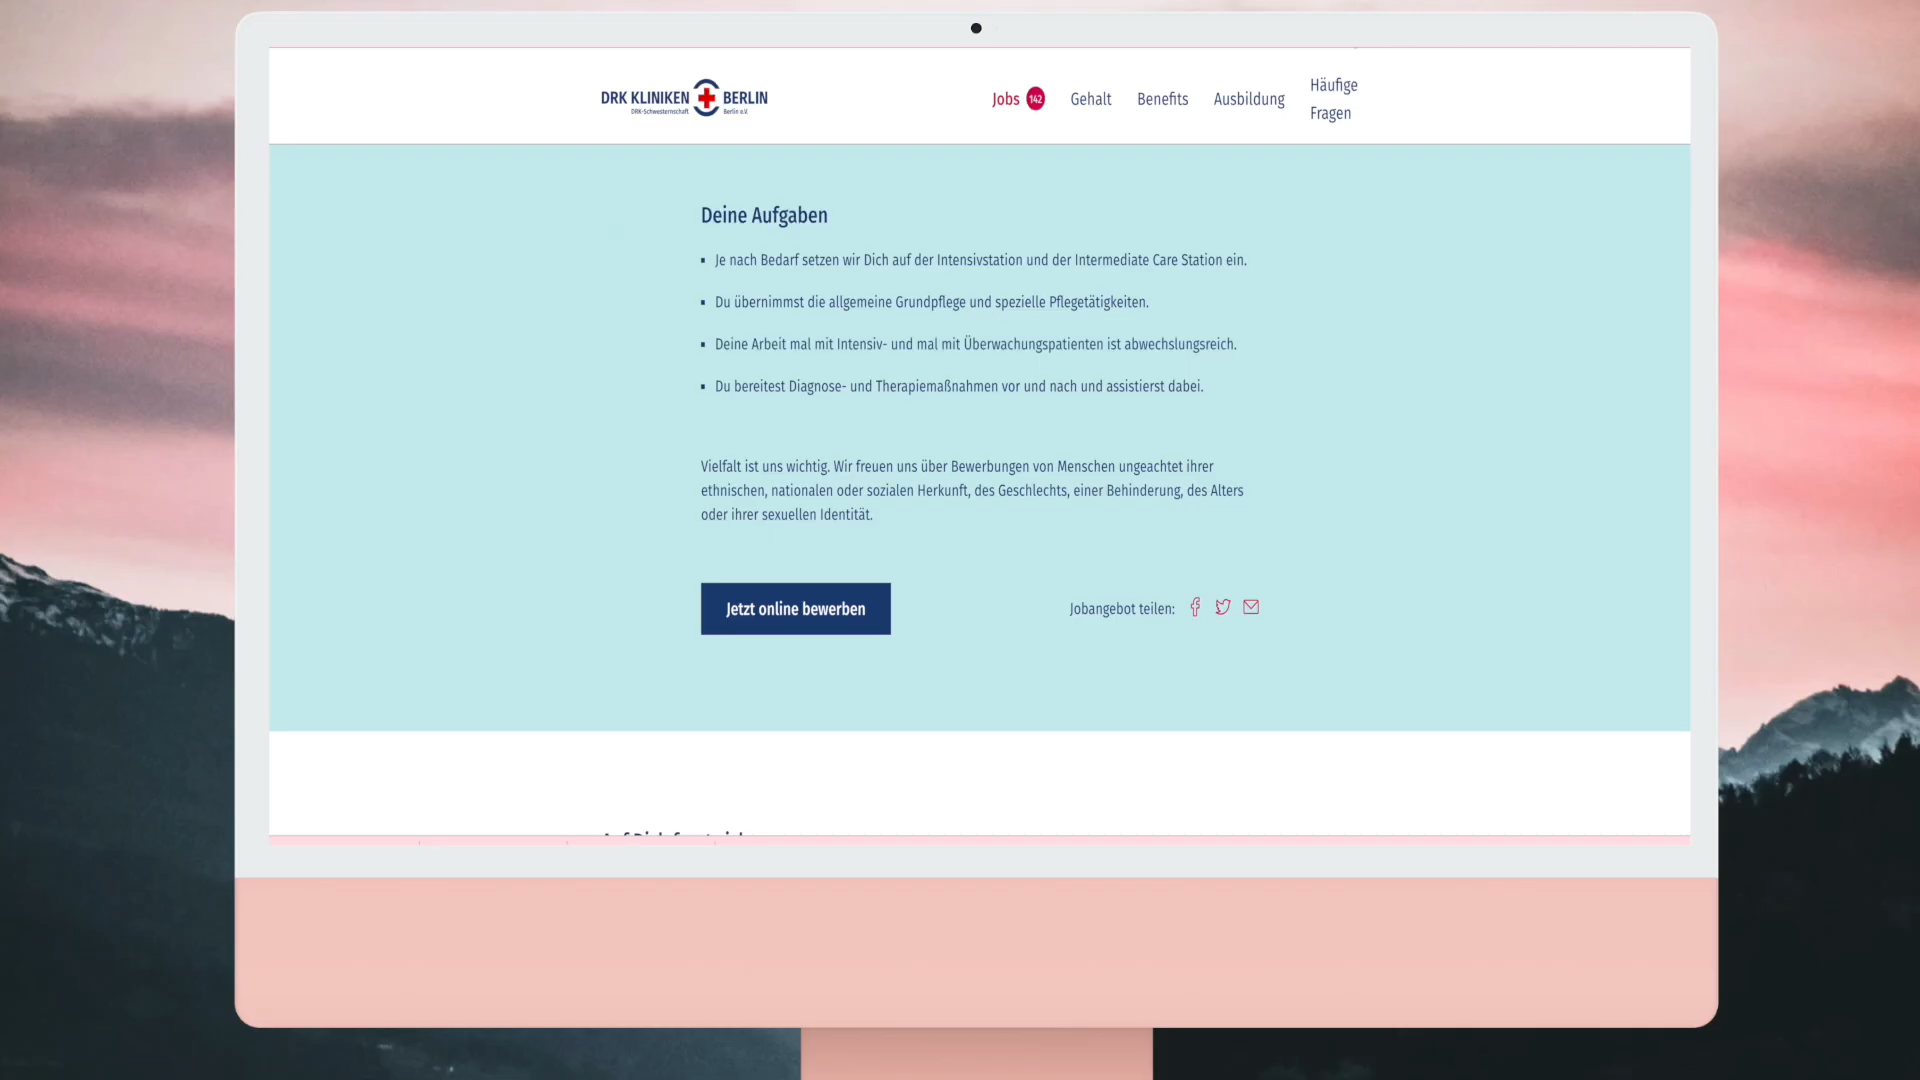 DRK KLINIKEN BERLIN
DRK-Schwesternschaft Berlin e.V.
Jobs 142
Gehalt
Benefits
Ausbildung
Häufige
Fragen
Deine Aufgaben
▪ Je nach Bedarf setzen wir Dich auf der Intensivstation und der Intermediate Care Station ein.
▪ Du übernimmst die allgemeine Grundpflege und spezielle Pflegetätigkeiten.
▪ Deine Arbeit mal mit Intensiv- und mal mit Überwachungspatienten ist abwechslungsreich.
▪ Du bereitest Diagnose- und Therapiemaßnahmen vor und nach und assistierst dabei.
Vielfalt ist uns wichtig. Wir freuen uns über Bewerbungen von Menschen ungeachtet ihrer
ethnischen, nationalen oder sozialen Herkunft, des Geschlechts, einer Behinderung, des Alters
oder ihrer sexuellen Identität.
Jetzt online bewerben
Jobangebot teilen: